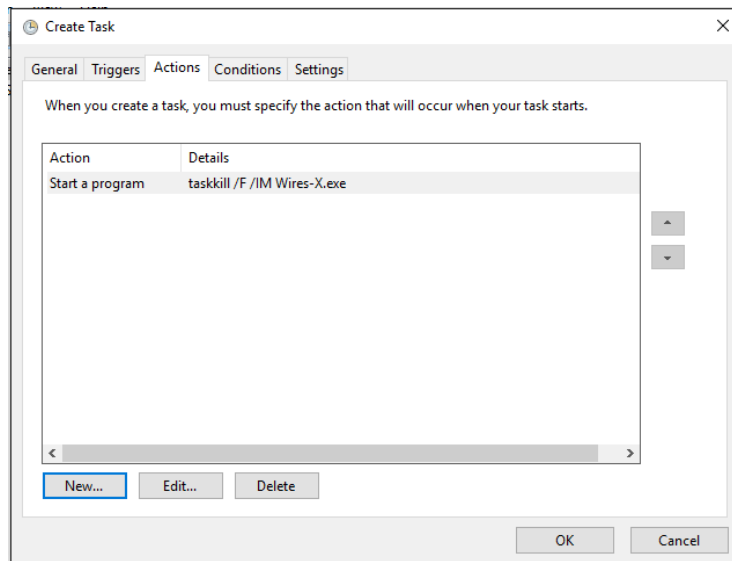 Create Task
General Triggers Actions Conditions Settings
When you create a task, you must specify the action that will occur when your task starts.
Action Details
Start a program taskkill /F /IM Wires-X.exe
New... Edit... Delete
OK Cancel